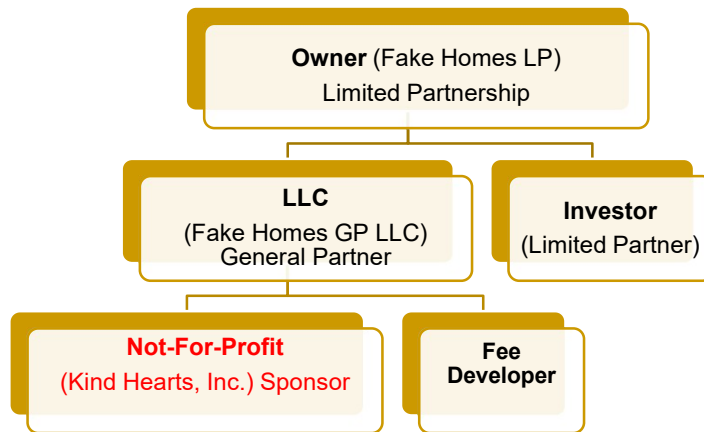 Owner (Fake Homes LP)
Limited Partnership
LLC
(Fake Homes GP LLC)
General Partner
Investor
(Limited Partner)
Not-For-Profit
(Kind Hearts, Inc.) Sponsor
Fee
Developer